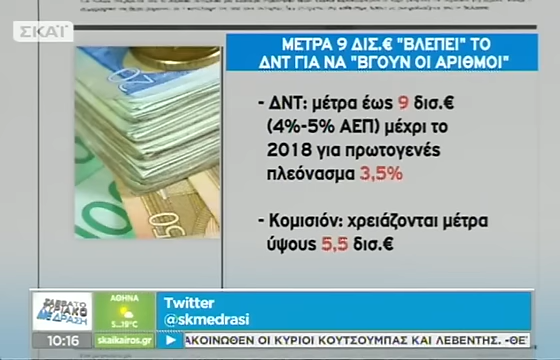 ΣΚΑΪ
ΜΕΤΡΑ 9 ΔΙΣ.€ "ΒΛΕΠΕΙ" ΤΟ
ΔΝΤ ΓΙΑ ΝΑ "ΒΓΟΥΝ ΟΙ ΑΡΙΘΜΟΙ"
- ΔΝΤ: μέτρα έως 9 δισ.€
(4%-5% ΑΕΠ) μέχρι το
2018 για πρωτογενές
πλεόνασμα 3,5%
- Κομισιόν: χρειάζονται μέτρα
ύψους 5,5 δισ.€
ΣΑΒΒΑΤΟ
ΚΥΡΙΑΚΟ
ΜΕ ΔΡΑΣΗ
ΑΘΗΝΑ
5...19°C
Twitter
@skmedrasi
10:16
skaikairos.gr
ΑΚΟΙΝΩΘΕΝ ΟΙ ΚΥΡΙΟΙ ΚΟΥΤΣΟΥΜΠΑΣ ΚΑΙ ΛΕΒΕΝΤΗΣ. -ΘΕ'